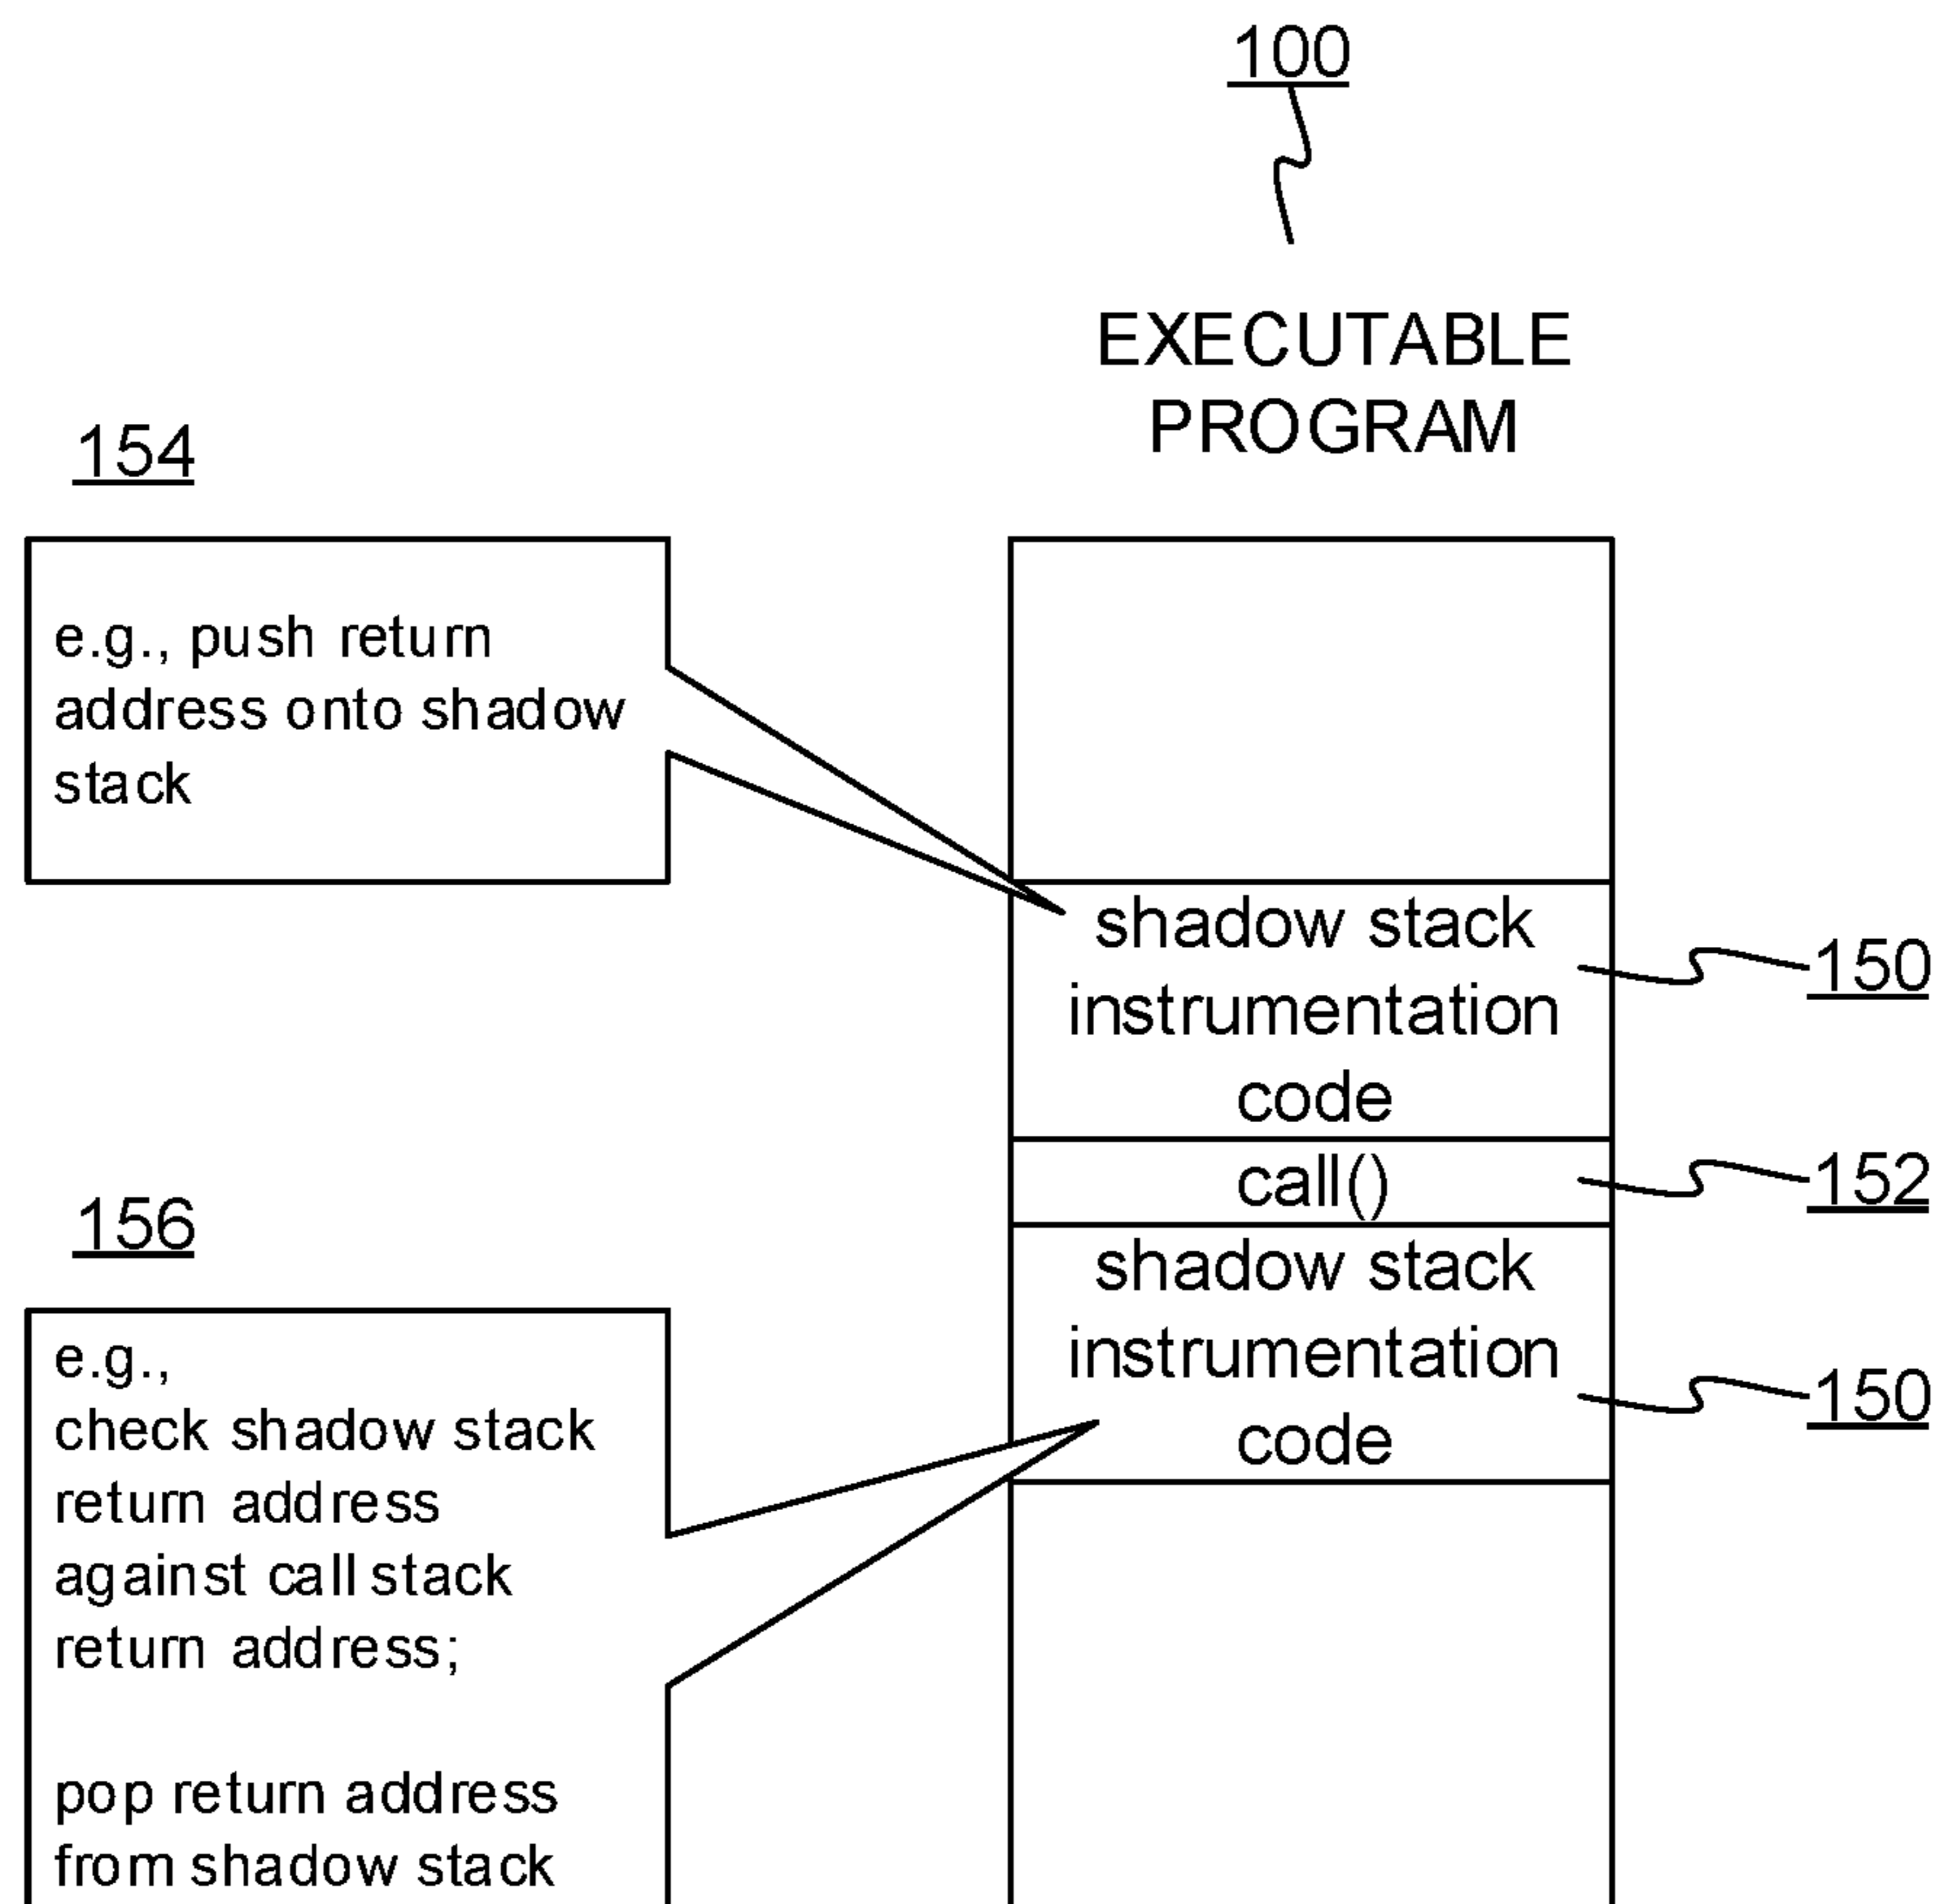 100
EXECUTABLE
PROGRAM
154
e.g., push return
address onto shadow
stack
shadow stack
instrumentation
code
150
call()
152
156
shadow stack
instrumentation
code
150
e.g.,
check shadow stack
return address
against call stack
return address;
pop return address
from shadow stack